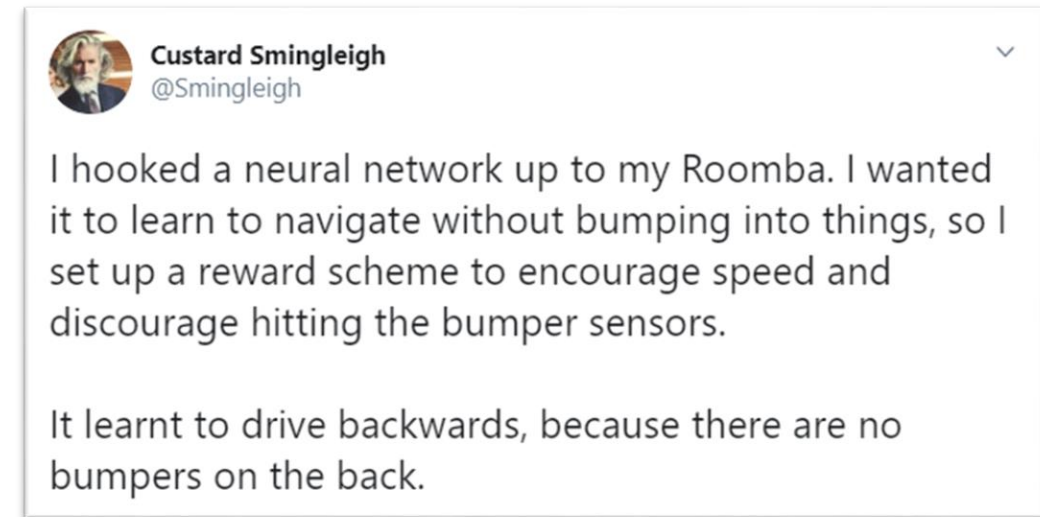 Custard Smingleigh
@Smingleigh
I hooked a neural network up to my Roomba. I wanted
it to learn to navigate without bumping into things, so I
set up a reward scheme to encourage speed and
discourage hitting the bumper sensors.
It learnt to drive backwards, because there are no
bumpers on the back.